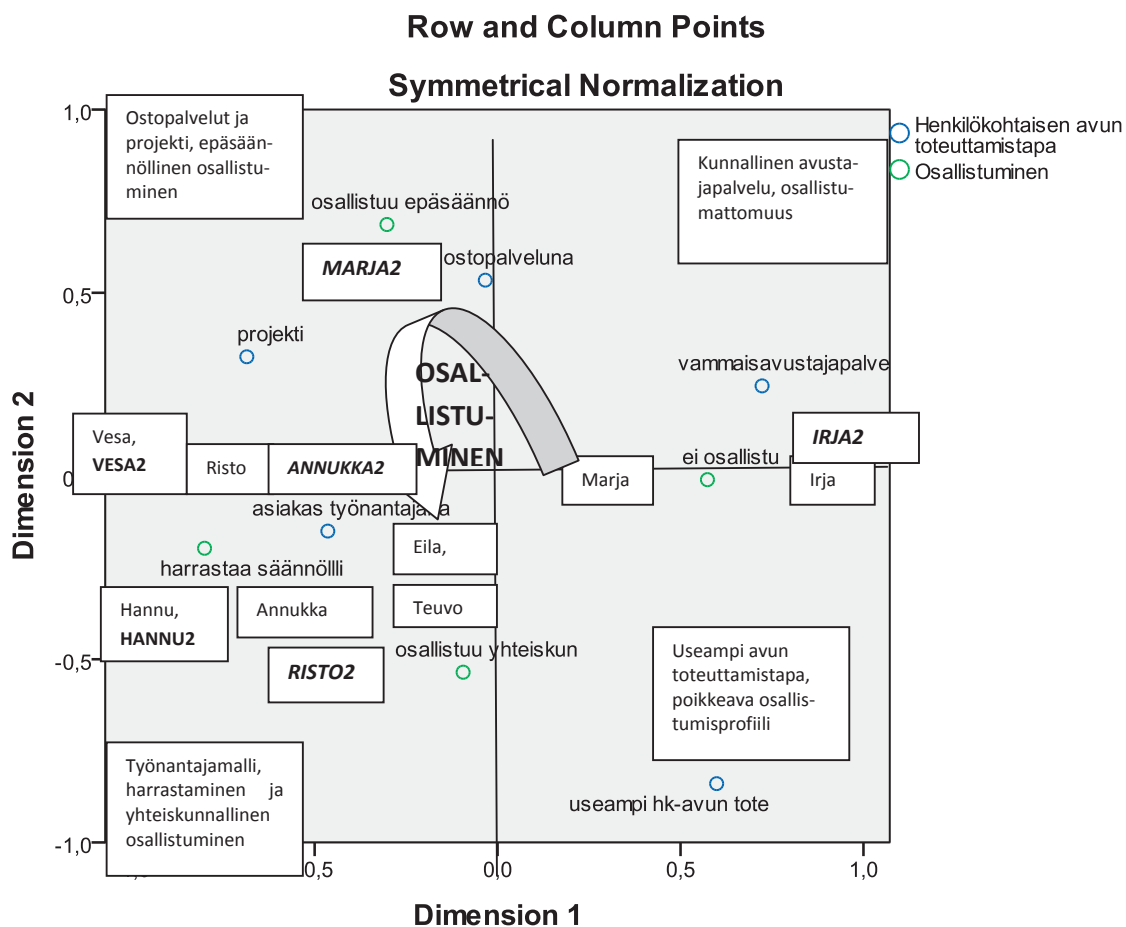 Row and Column Points
Symmetrical Normalization
1,0
Ostopalvelut ja
projekti, epäsään-
nöllinen osallistu-
minen
Kunnallinen avusta-
japalvelu, osallistu-
mattomuus
Henkilökohtaisen avun
toteuttamistapa
Osallistuminen
osallistuu epäsäännö
MARJA2
ostopalveluna
0,5
projekti
vammaisavustajapalve
OSAL-
LISTU-
MINEN
Dimension 2
Vesa,
VESA2
Risto
ANNUKKA2
Marja
ei osallistu
IRJA2
Irja
0
asiakas työnantajana
Eila,
harrastaa säännöllli
Hannu,
HANNU2
Annukka
Teuvo
RISTO2
osallistuu yhteiskun
-0,5
Useampi avun
toteuttamistapa,
poikkeava osallis-
tumisprofiili
Työnantajamalli,
harrastaminen ja
yhteiskunnallinen
osallistuminen
useampi hk-avun tote
-1,0
0,5
0,0
0,5
1,0
Dimension 1